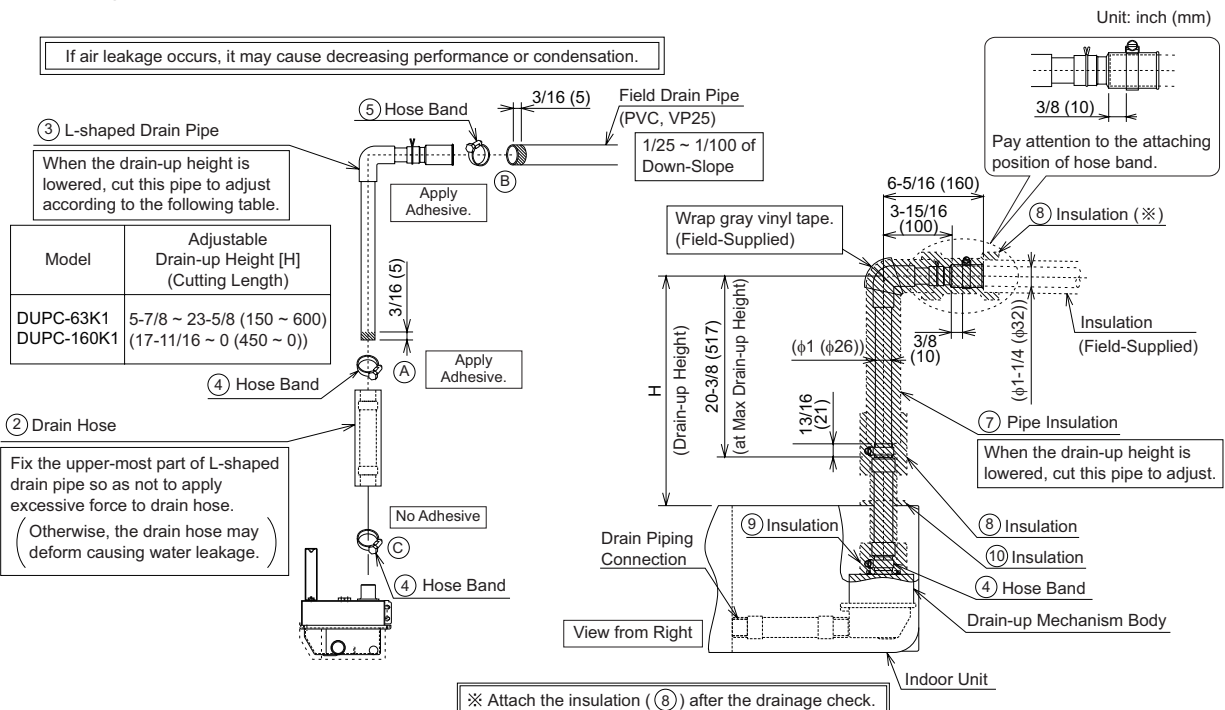 Unit: inch (mm)
If air leakage occurs, it may cause decreasing performance or condensation.
③ L-shaped Drain Pipe
When the drain-up height is
lowered, cut this pipe to adjust
according to the following table.
Model
Adjustable
Drain-up Height [H]
(Cutting Length)
DUPC-63K1
DUPC-160K1
5-7/8 ~ 23-5/8 (150 ~ 600)
(17-11/16 ~ 0 (450 ~ 0))
⑤ Hose Band
3/16 (5)
Field Drain Pipe
(PVC, VP25)
1/25 ~ 1/100 of
Down-Slope
B
Apply
Adhesive.
3/16 (5)
④ Hose Band
A
Apply
Adhesive.
② Drain Hose
Fix the upper-most part of L-shaped
drain pipe so as not to apply
excessive force to drain hose.
(Otherwise, the drain hose may
deform causing water leakage.)
No Adhesive
C
④ Hose Band
3/8 (10)
Pay attention to the attaching
position of hose band.
6-5/16 (160)
3-15/16
(100)
⑧ Insulation (※)
Wrap gray vinyl tape.
(Field-Supplied)
H
(Drain-up Height)
20-3/8 (517)
(at Max Drain-up Height)
13/16
(21)
(ϕ1 (ϕ26))
3/8
(10)
(ϕ1-1/4 (ϕ32))
Insulation
(Field-Supplied)
⑦ Pipe Insulation
When the drain-up height is
lowered, cut this pipe to adjust.
⑧ Insulation
⑩ Insulation
④ Hose Band
Drain-up Mechanism Body
⑨ Insulation
Drain Piping
Connection
View from Right
Indoor Unit
※ Attach the insulation (⑧) after the drainage check.